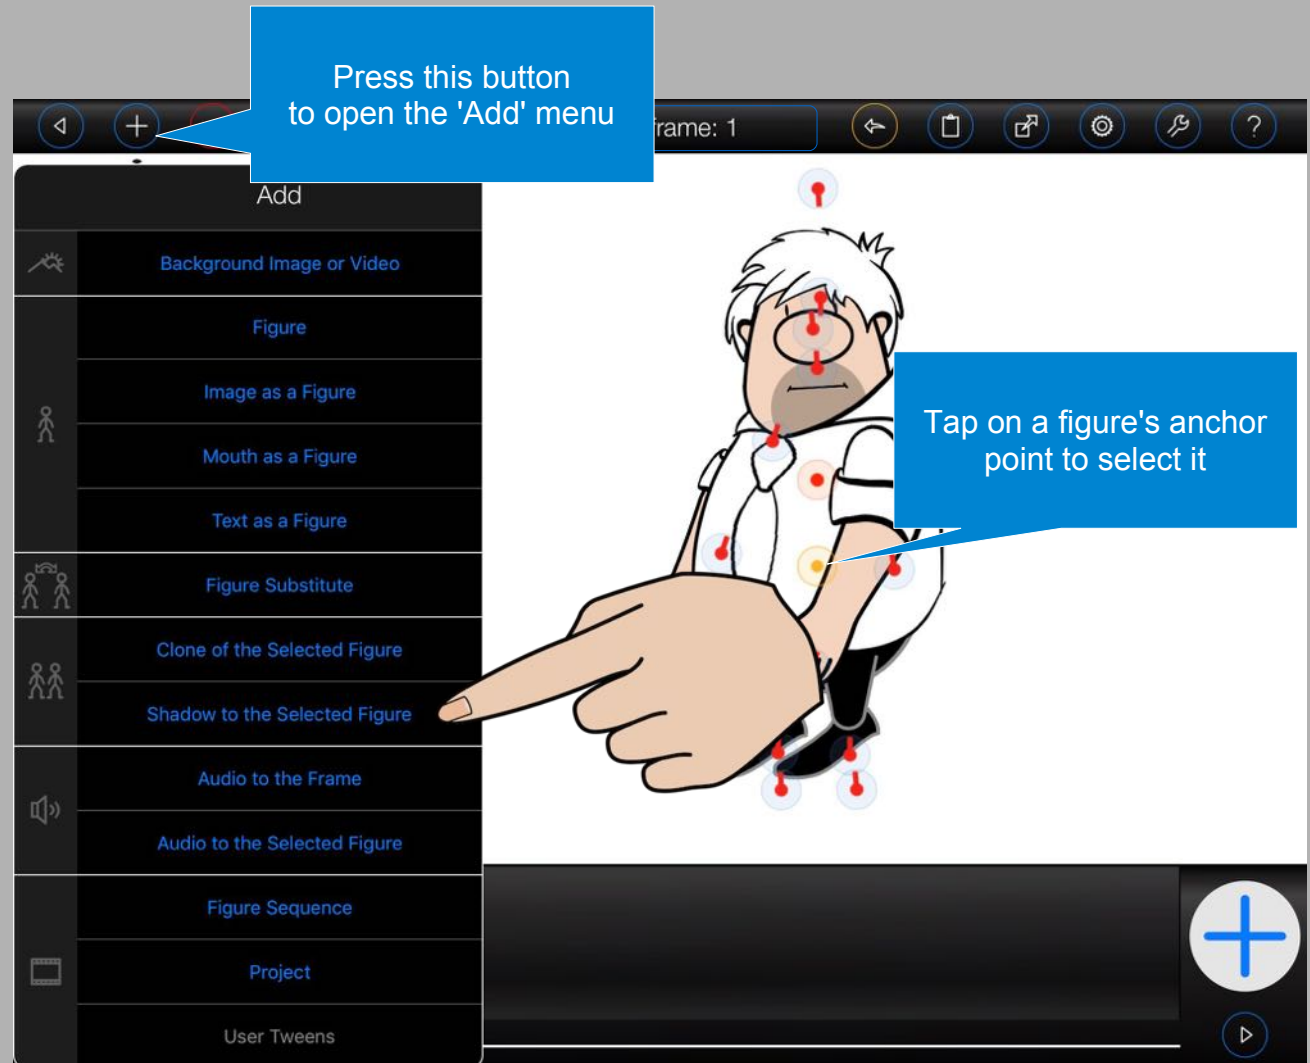 Press this button
to open the 'Add' menu
frame: 1
?
Add
Background Image or Video
Figure
Image as a Figure
Mouth as a Figure
Text as a Figure
Figure Substitute
Clone of the Selected Figure
Shadow to the Selected Figure
Audio to the Frame
Audio to the Selected Figure
Figure Sequence
Project
User Tweens
Tap on a figure's anchor
point to select it